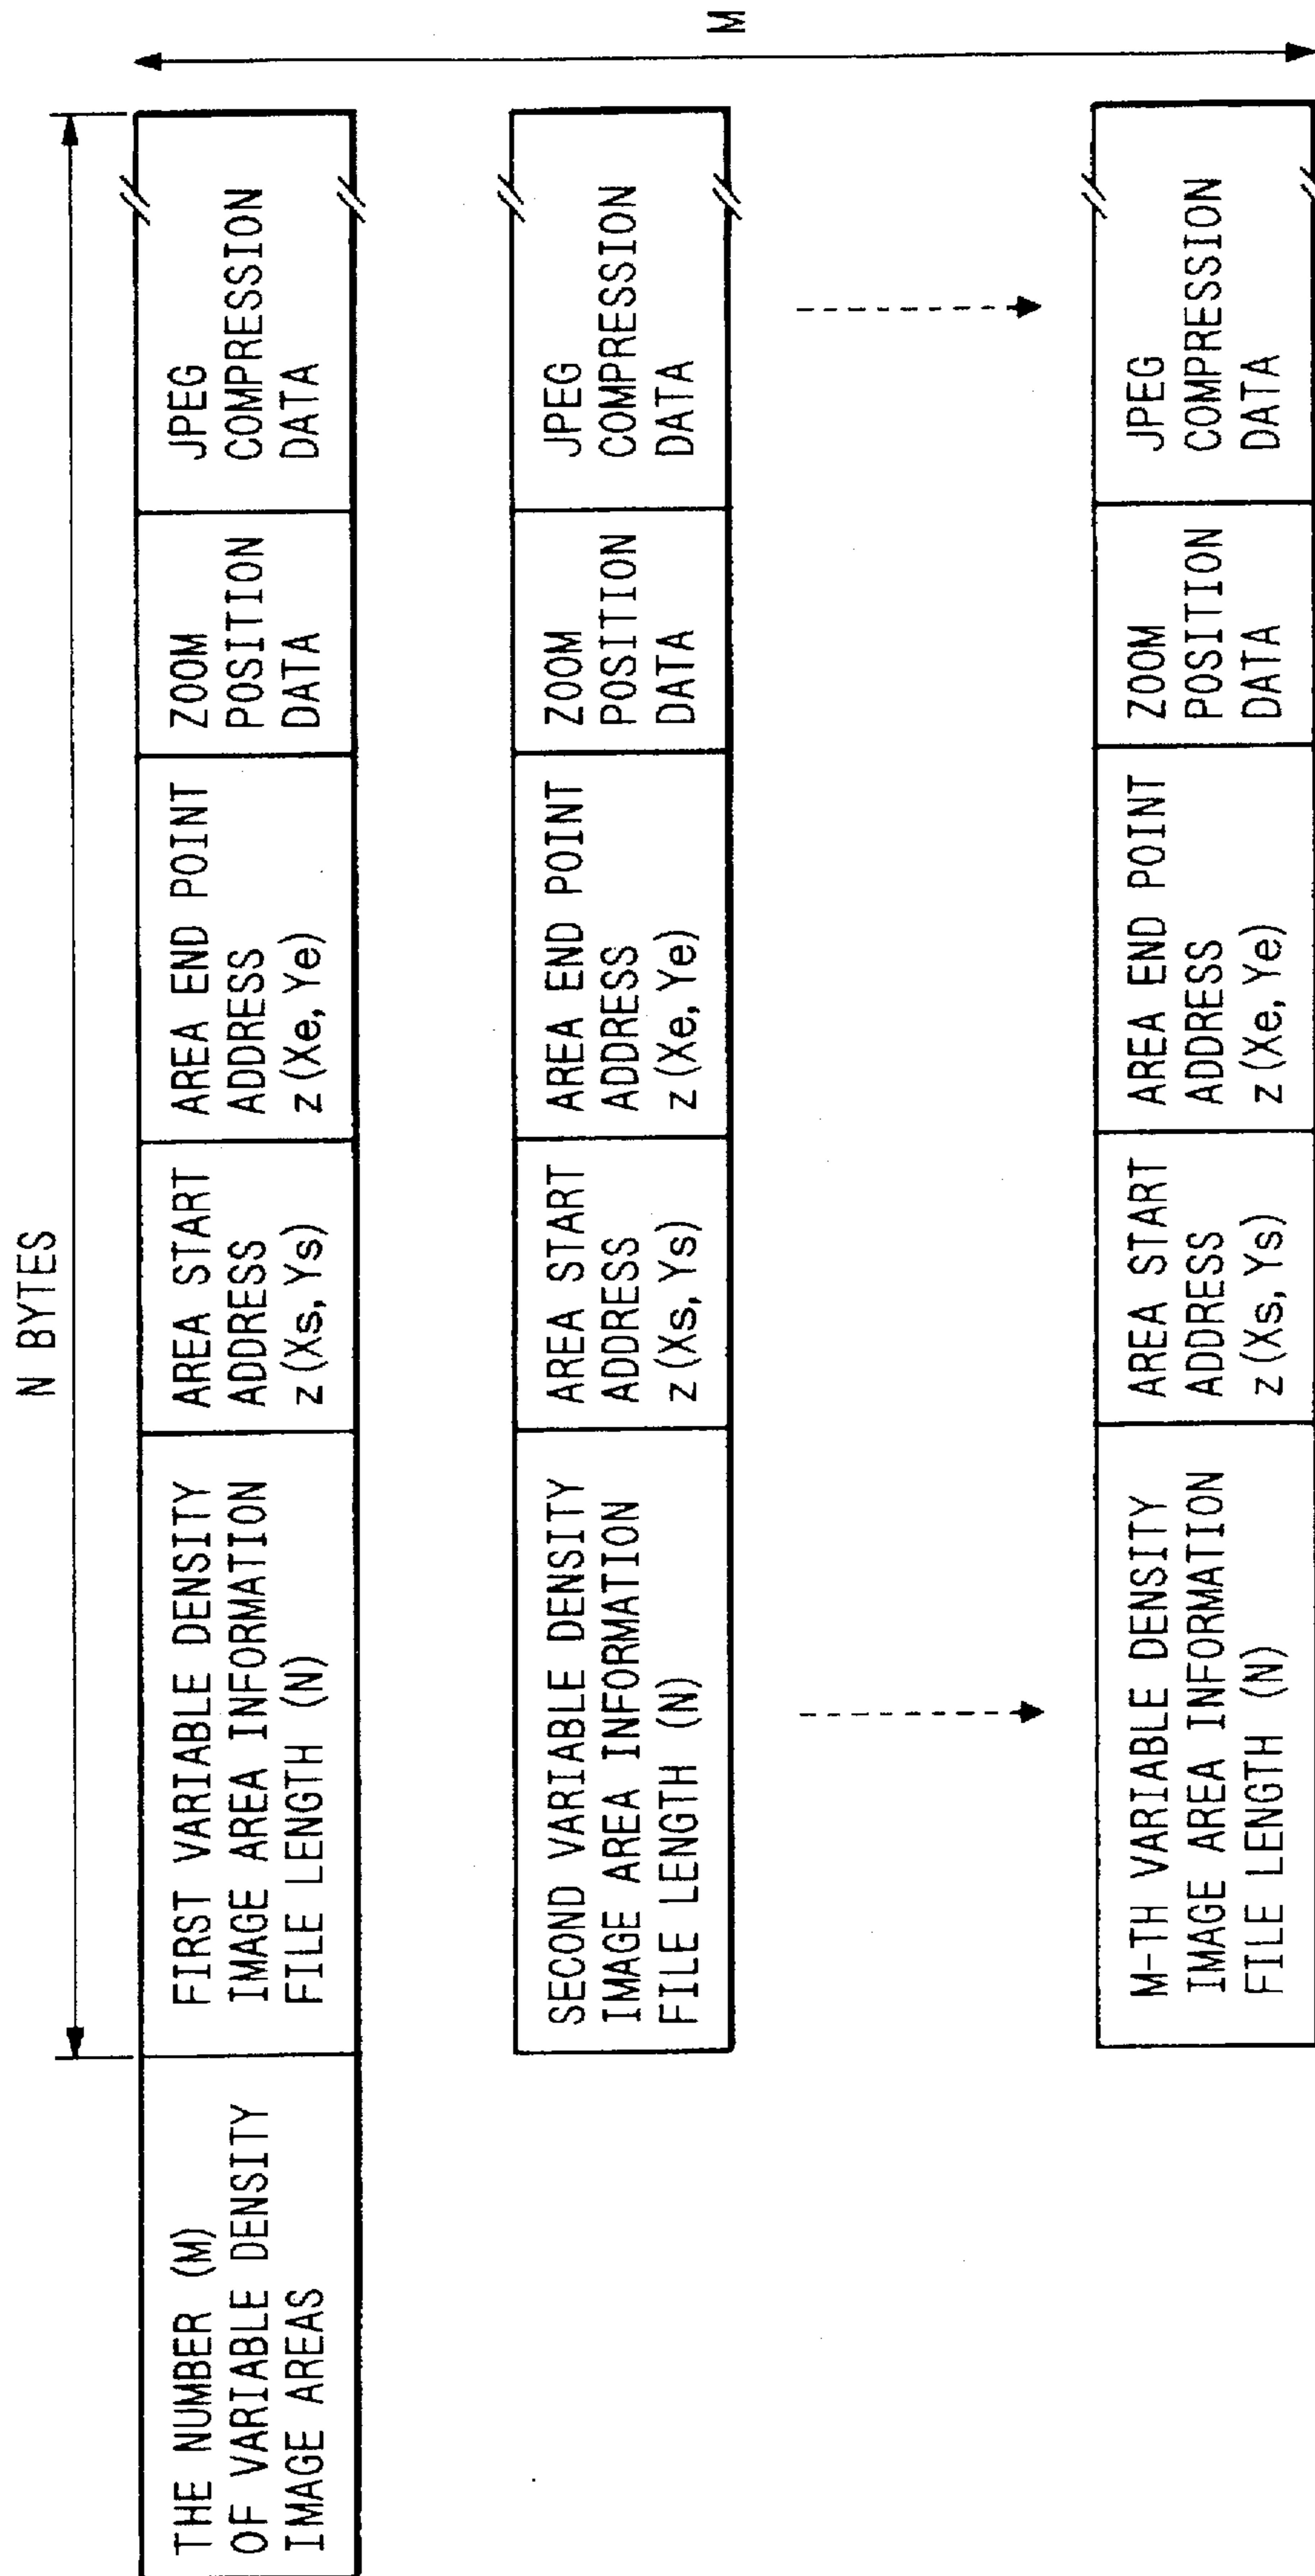 N BYTES
THE NUMBER (M)
OF VARIABLE DENSITY
IMAGE AREAS
FIRST VARIABLE DENSITY
IMAGE AREA INFORMATION
FILE LENGTH (N)
AREA START
ADDRESS
z(Xs, Ys)
AREA END POINT
ADDRESS
z(Xe, Ye)
ZOOM
POSITION
DATA
JPEG
COMPRESSION
DATA
M
SECOND VARIABLE DENSITY
IMAGE AREA INFORMATION
FILE LENGTH (N)
AREA START
ADDRESS
z(Xs, Ys)
AREA END POINT
ADDRESS
z(Xe, Ye)
ZOOM
POSITION
DATA
JPEG
COMPRESSION
DATA
M-TH VARIABLE DENSITY
IMAGE AREA INFORMATION
FILE LENGTH (N)
AREA START
ADDRESS
z(Xs, Ys)
AREA END POINT
ADDRESS
z(Xe, Ye)
ZOOM
POSITION
DATA
JPEG
COMPRESSION
DATA